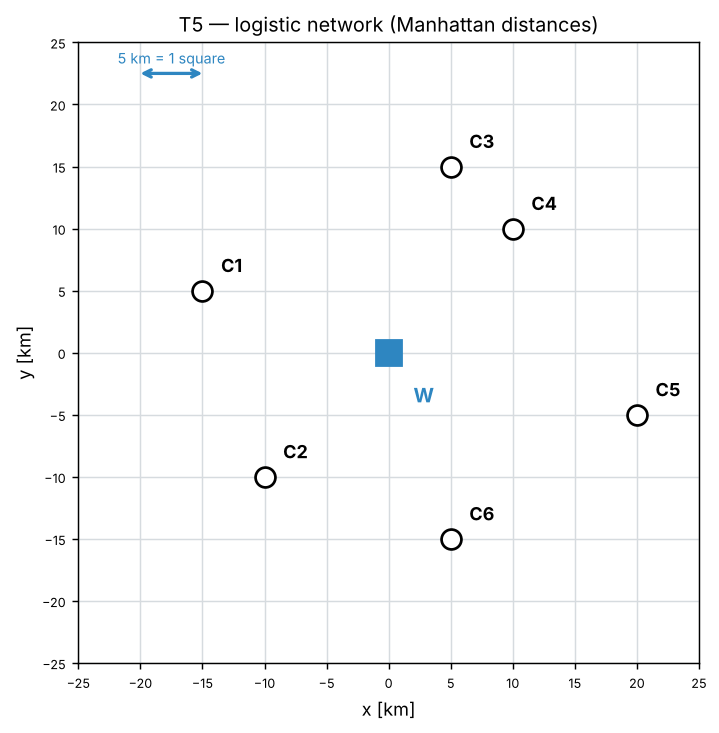 T5 — logistic network (Manhattan distances)
25
5 km = 1 square
20
C3
15
C4
10
C1
5
y [km]
0
W
C5
−5
C2
−10
C6
−15
−20
−25
−25 −20 −15 −10 −5 0 5 10 15 20 25
x [km]